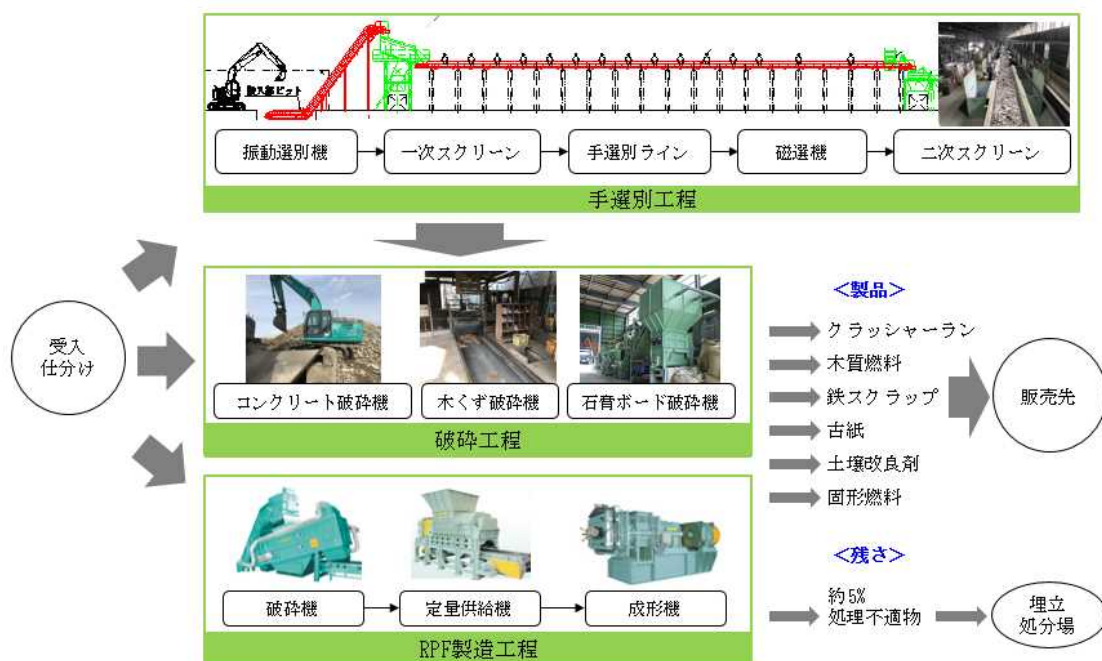 投入部ピット
振動選別機
一次スクリーン
手選別ライン
磁選機
二次スクリーン
手選別工程
受入
仕分け
コンクリート破砕機
木くず破砕機
石膏ボード破砕機
破砕工程
破砕機
定量供給機
成形機
RPF製造工程
＜製品＞
クラッシャーラン
木質燃料
鉄スクラップ
古紙
土壌改良剤
固形燃料
販売先
＜残さ＞
約5%
処理不適物
埋立
処分場